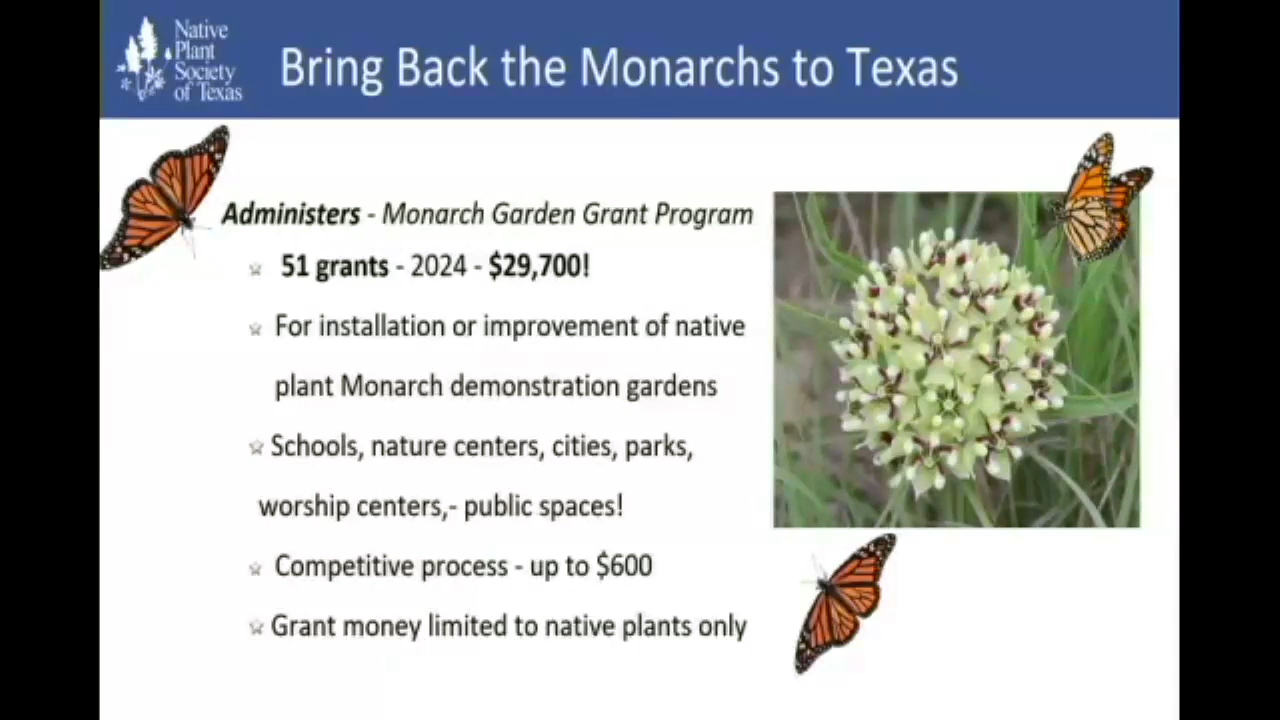 Native
Plant
Society
of Texas
Bring Back the Monarchs to Texas
Administers - Monarch Garden Grant Program
51 grants - 2024 - $29,700!
For installation or improvement of native
plant Monarch demonstration gardens
Schools, nature centers, cities, parks,
worship centers,- public spaces!
Competitive process - up to $600
Grant money limited to native plants only